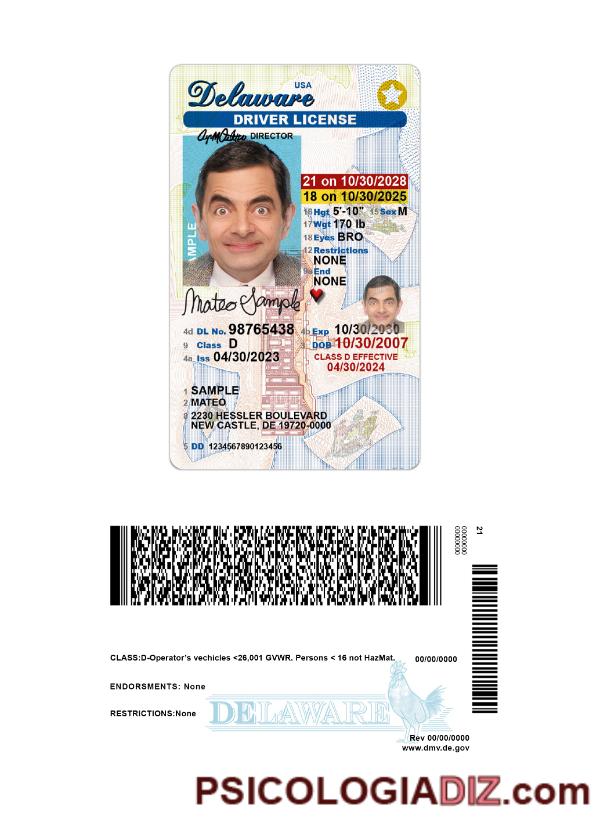 USA
Delaware
DRIVER LICENSE
DIRECTOR
21 on 10/30/2028
18 on 10/30/2025
16 Hgt 5'-10" 15 Sex M
17 Wgt 170 lb
18 Eyes BRO
12 Restrictions
NONE
9a End
NONE
MPLE
Mateo Sample
4d DL No. 98765438 4b Exp 10/30/2030
9 Class D 3 DOB 10/30/2007
4a Iss 04/30/2023 CLASS D EFFECTIVE
04/30/2024
1 SAMPLE
2 MATEO
8 2230 HESSLER BOULEVARD
NEW CASTLE, DE 19720-0000
5 DD 1234567890123456
21
00000000
00000000
CLASS:D-Operator's vechicles <26,001 GVWR. Persons < 16 not HazMat. 00/00/0000
ENDORSMENTS: None
RESTRICTIONS:None
DELAWARE
Rev 00/00/0000
www.dmv.de.gov
PSICOLOGIADIZ.com